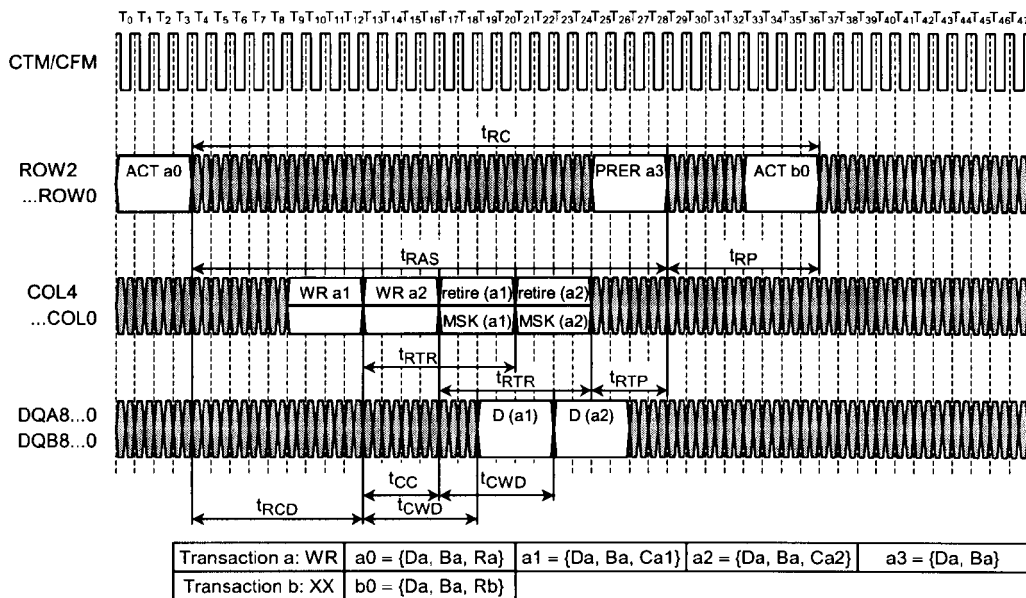 T0 T1 T2 T3 T4 T5 T6 T7 T8 T9 T10 T11 T12 T13 T14 T15 T16 T17 T18 T19 T20 T21 T22 T23 T24 T25 T26 T27 T28 T29 T30 T31 T32 T33 T34 T35 T36 T37 T38 T39 T40 T41 T42 T43 T44 T45 T46 T47
CTM/CFM
tRC
ROW2
...ROW0
ACT a0
PRER a3
ACT b0
tRAS
tRP
COL4
...COL0
WR a1
WR a2
retire (a1)
retire (a2)
MSK (a1)
MSK (a2)
tRTR
tRTR
tRTP
DQA8...0
DQB8...0
D (a1)
D (a2)
tCC
tCWD
tRCD
tCWD
Transaction a: WR
a0 = {Da, Ba, Ra}
a1 = {Da, Ba, Ca1}
a2 = {Da, Ba, Ca2}
a3 = {Da, Ba}
Transaction b: XX
b0 = {Da, Ba, Rb}